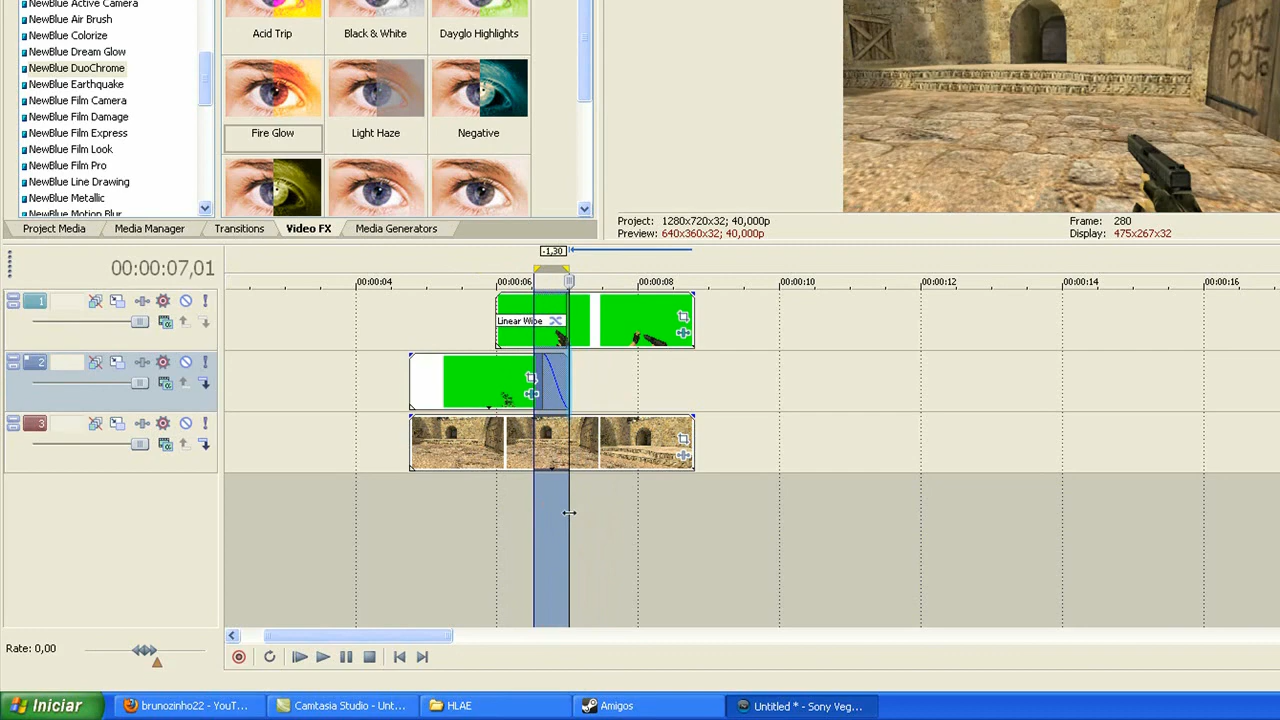 NewBlue Active Camera
NewBlue Air Brush
NewBlue Colorize
NewBlue Dream Glow
NewBlue DuoChrome
NewBlue Earthquake
NewBlue Film Camera
NewBlue Film Damage
NewBlue Film Express
NewBlue Film Look
NewBlue Film Pro
NewBlue Line Drawing
NewBlue Metallic
NewBlue Motion Blur
Acid Trip
Black & White
Dayglo Highlights
Fire Glow
Light Haze
Negative
Project: 1280x720x32; 40,000p
Preview: 640x360x32; 40,000p
Frame: 280
Display: 475x267x32
Project Media
Media Manager
Transitions
Video FX
Media Generators
00:00:07,01
-1,30
00:00:04
00:00:06
00:00:08
00:00:10
00:00:12
00:00:14
00:00:16
1
Linear Wipe
2
3
Rate: 0,00
Iniciar
brunozinho22 - YouT...
Camtasia Studio - Unt...
HLAE
Amigos
Untitled * - Sony Veg...